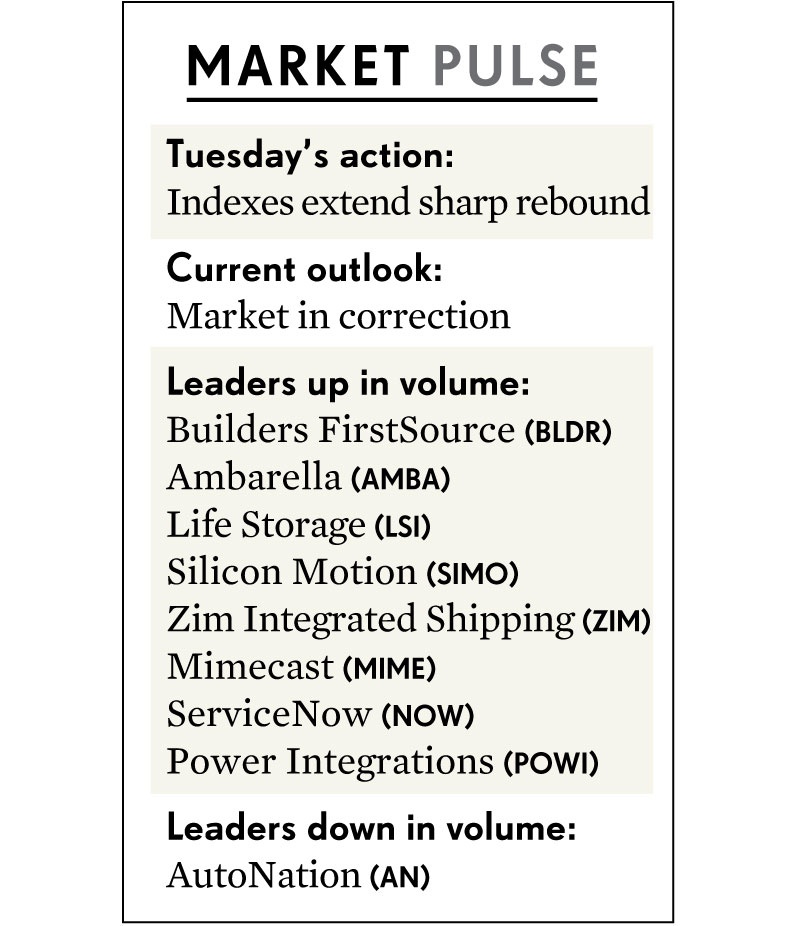 MARKET PULSE
Tuesday’s action:
Indexes extend sharp rebound
Current outlook:
Market in correction
Leaders up in volume:
Builders FirstSource (BLDR)
Ambarella (AMBA)
Life Storage (LSI)
Silicon Motion (SIMO)
Zim Integrated Shipping (ZIM)
Mimecast (MIME)
ServiceNow (NOW)
Power Integrations (POWI)
Leaders down in volume:
AutoNation (AN)